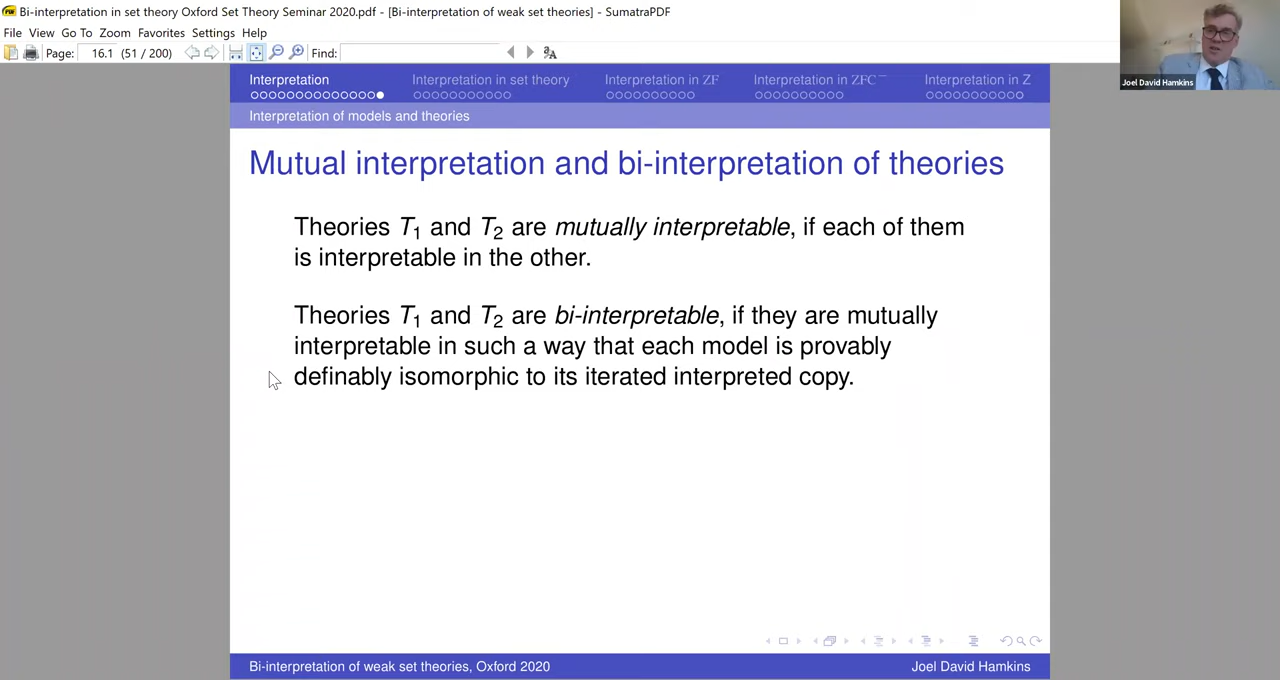 Bi-interpretation in set theory Oxford Set Theory Seminar 2020.pdf - [Bi-interpretation of weak set theories] - SumatraPDF
File View Go To Zoom Favorites Settings Help
Page: 16.1 (51 / 200) Find:
Joel David Hamkins
Interpretation Interpretation in set theory Interpretation in ZF Interpretation in ZFC⁻ Interpretation in Z
Interpretation of models and theories
Mutual interpretation and bi-interpretation of theories
Theories T₁ and T₂ are mutually interpretable, if each of them
is interpretable in the other.
Theories T₁ and T₂ are bi-interpretable, if they are mutually
interpretable in such a way that each model is provably
definably isomorphic to its iterated interpreted copy.
Bi-interpretation of weak set theories, Oxford 2020 Joel David Hamkins